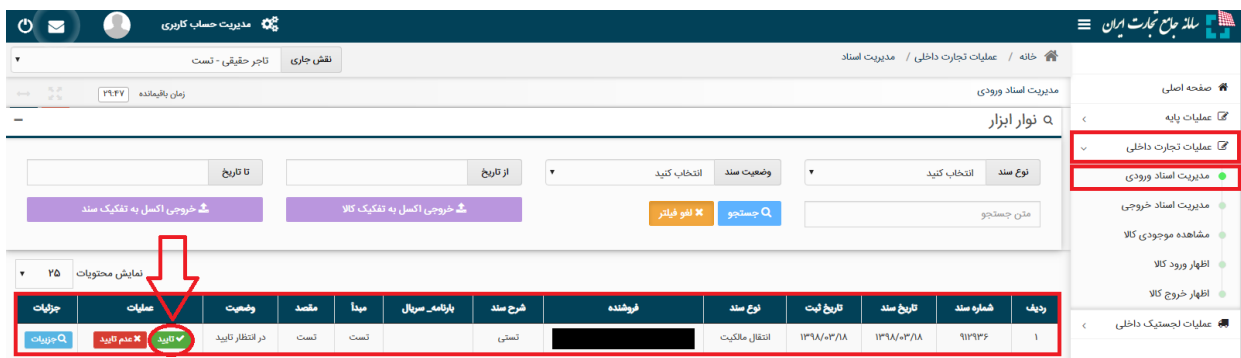 سامانه جامع تجارت ایران
مدیریت حساب کاربری
خانه / عملیات تجارت داخلی / مدیریت اسناد
نقش جاری
تاجر حقیقی - تست
مدیریت اسناد ورودی
زمان باقیمانده ۲۹:۴۷
صفحه اصلی
عملیات پایه
عملیات تجارت داخلی
مدیریت اسناد ورودی
مدیریت اسناد خروجی
مشاهده موجودی کالا
اظهار ورود کالا
اظهار خروج کالا
عملیات لجستیک داخلی
نوار ابزار
نوع سند انتخاب کنید وضعیت سند انتخاب کنید از تاریخ تا تاریخ
متن جستجو جستجو لغو فیلتر خروجی اکسل به تفکیک کالا خروجی اکسل به تفکیک سند
نمایش محتویات ۲۵
ردیف شماره سند تاریخ سند تاریخ ثبت نوع سند فروشنده شرح سند بارنامه_ سریال مبدأ مقصد وضعیت عملیات جزئیات
۱ ۹۱۲۹۳۶ ۱۳۹۸/۰۳/۱۸ ۱۳۹۸/۰۳/۱۸ انتقال مالکیت تستی تست تست در انتظار تایید تایید عدم تایید جزییات